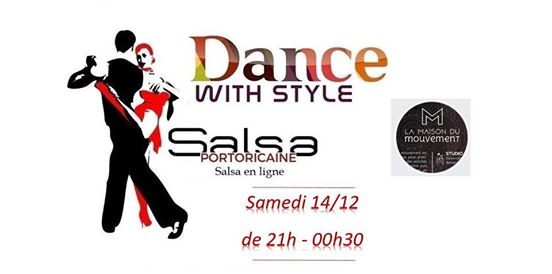 Dance
WITH STYLE
Salsa
PORTORICAINE
Salsa en ligne
Samedi 14/12
de 21h - 00h30
M
LA MAISON DU
mouvement
STUDIO